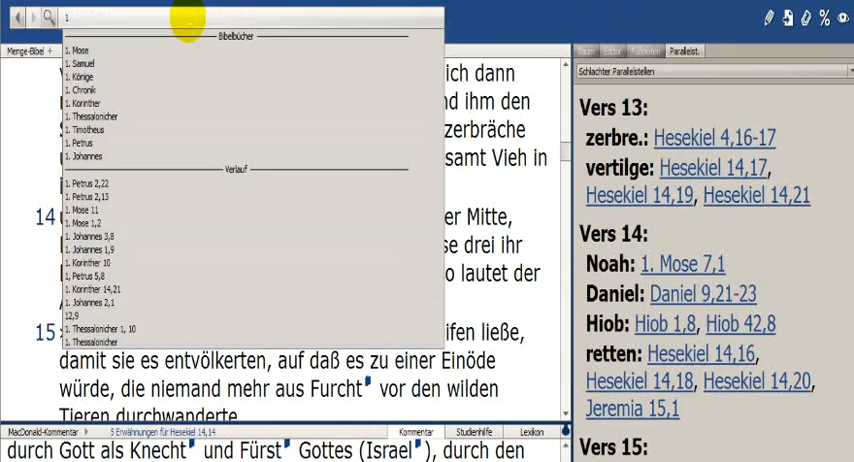 1
Menge-Bibel +
Bibelbücher
1. Mose
1. Samuel
1. Könige
1. Chronik
1. Korinther
1. Thessalonicher
1. Timotheus
1. Petrus
1. Johannes
Verlauf
1. Petrus 2,22
1. Petrus 2,13
1. Mose 11
1. Mose 1,2
1. Johannes 3,8
1. Johannes 1,9
1. Korinther 10
1. Petrus 5,8
1. Korinther 14,21
1. Johannes 2,1
12,9
1. Thessalonicher 1, 10
1. Thessalonicher
ich dann
nd ihm den
zerbräche
samt Vieh in
14
er Mitte,
se drei ihr
o lautet der
15
ifen ließe,
damit sie es entvölkerten, auf daß es zu einer Einöde
würde, die niemand mehr aus Furcht vor den wilden
Tieren durchwanderte
MacDonald-Kommentar
5 Erwähnungen für Hesekiel 14,14
Kommentar
Studienhilfe
Lexikon
durch Gott als Knecht und Fürst Gottes (Israel), durch den
Baum
Editor
Fußnoten
Parallelst.
Schlachter Parallelstellen
Vers 13:
zerbre.: Hesekiel 4,16-17
vertilge: Hesekiel 14,17,
Hesekiel 14,19, Hesekiel 14,21
Vers 14:
Noah: 1. Mose 7,1
Daniel: Daniel 9,21-23
Hiob: Hiob 1,8, Hiob 42,8
retten: Hesekiel 14,16,
Hesekiel 14,18, Hesekiel 14,20,
Jeremia 15,1
Vers 15: